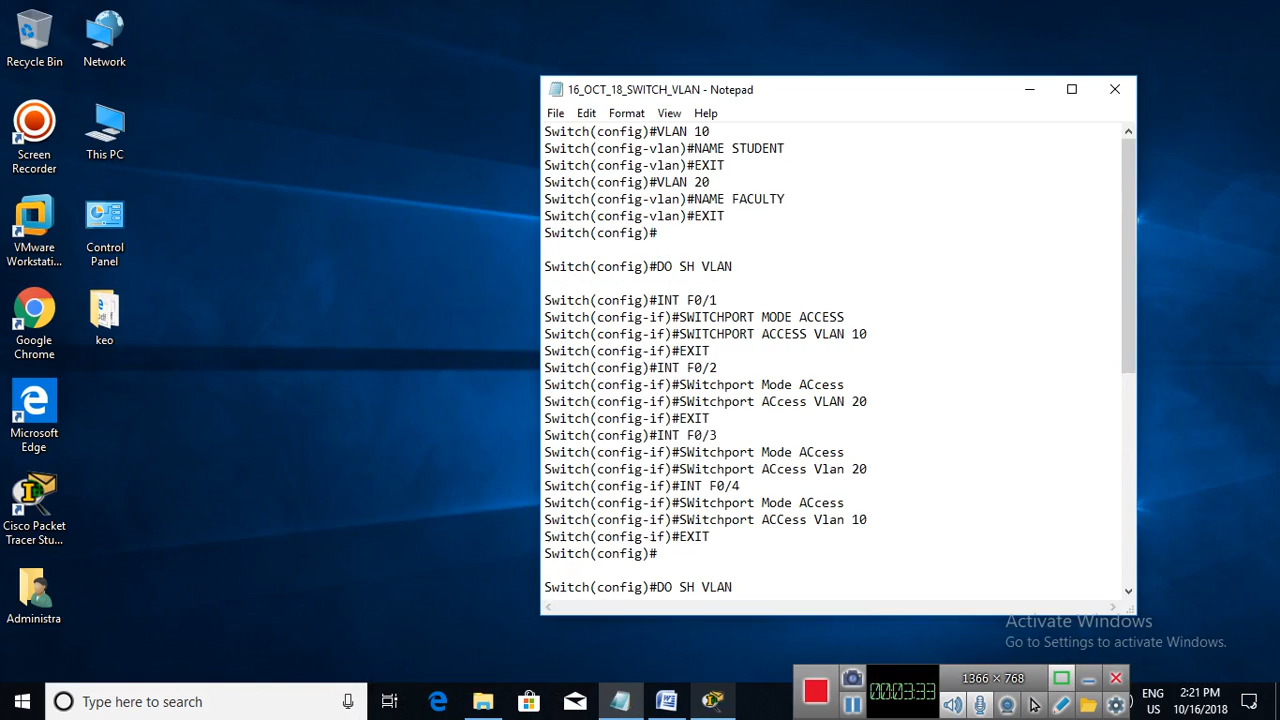 Recycle Bin
Network
Screen
Recorder
This PC
VMware
Workstati...
Control
Panel
Google
Chrome
keo
Microsoft
Edge
Cisco Packet
Tracer Stu...
Administra
16_OCT_18_SWITCH_VLAN - Notepad
File Edit Format View Help
Switch(config)#VLAN 10
Switch(config-vlan)#NAME STUDENT
Switch(config-vlan)#EXIT
Switch(config)#VLAN 20
Switch(config-vlan)#NAME FACULTY
Switch(config-vlan)#EXIT
Switch(config)#
Switch(config)#DO SH VLAN
Switch(config)#INT F0/1
Switch(config-if)#SWITCHPORT MODE ACCESS
Switch(config-if)#SWITCHPORT ACCESS VLAN 10
Switch(config-if)#EXIT
Switch(config)#INT F0/2
Switch(config-if)#SWitchport Mode ACcess
Switch(config-if)#SWitchport ACcess VLAN 20
Switch(config-if)#EXIT
Switch(config)#INT F0/3
Switch(config-if)#SWitchport Mode ACcess
Switch(config-if)#SWitchport ACcess Vlan 20
Switch(config-if)#INT F0/4
Switch(config-if)#SWitchport Mode ACcess
Switch(config-if)#SWitchport ACCess Vlan 10
Switch(config-if)#EXIT
Switch(config)#
Switch(config)#DO SH VLAN
Activate Windows
Go to Settings to activate Windows.
Type here to search
00:03:33
1366 × 768
ENG
US
2:21 PM
10/16/2018